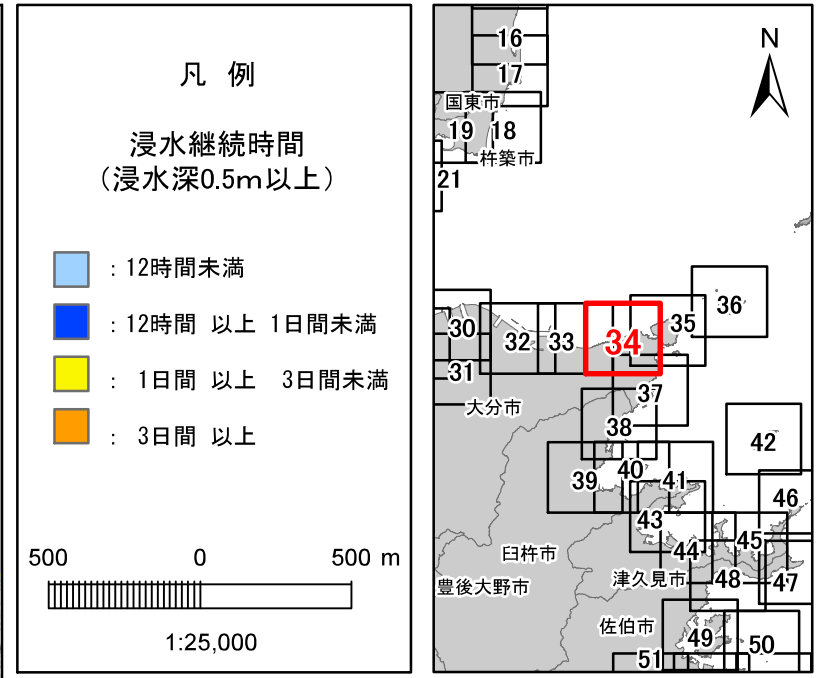 凡 例
浸水継続時間
（浸水深0.5m以上）
: 12時間未満
: 12時間 以上 1日間未満
: 1日間 以上 3日間未満
: 3日間 以上
500 0 500 m
1:25,000
N
16
17
国東市
19 18
杵築市
21
36
30 32 33 34 35
31
大分市
37
38
42
39 40 41
46
43
臼杵市 44 45
豊後大野市 津久見市 48 47
佐伯市
49 50
51